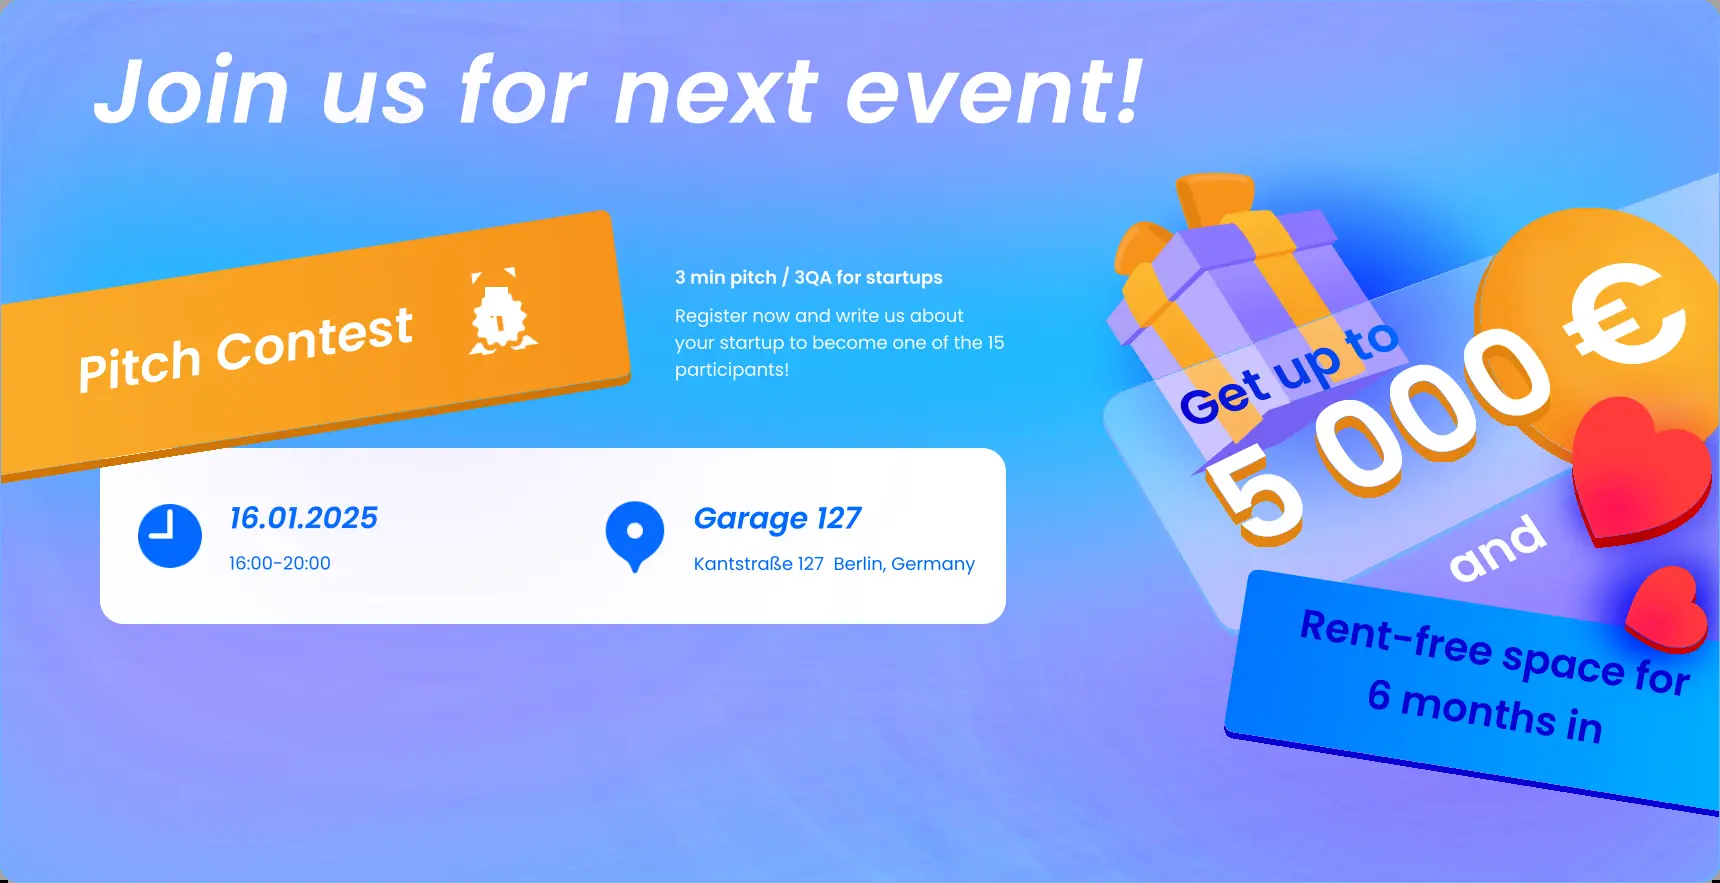 Join us for next event!
Pitch Contest
1
3 min pitch / 3QA for startups
Register now and write us about
your startup to become one of the 15
participants!
16.01.2025
16:00-20:00
Garage 127
Kantstraße 127 Berlin, Germany
Get up to
5 000 €
and
Rent-free space for
6 months in